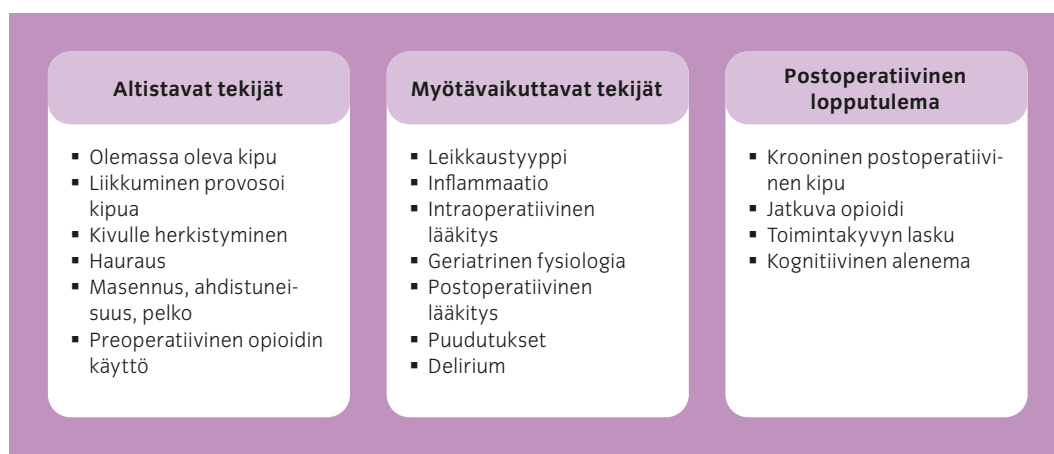 Altistavat tekijät
▪ Olemassa oleva kipu
▪ Liikkuminen provosoi
kipua
▪ Kivulle herkistyminen
▪ Hauraus
▪ Masennus, ahdistunei-
suus, pelko
▪ Preoperatiivinen opioidin
käyttö
Myötävaikuttavat tekijät
▪ Leikkaustyyppi
▪ Inflammaatio
▪ Intraoperatiivinen
lääkitys
▪ Geriatrinen fysiologia
▪ Postoperatiivinen
lääkitys
▪ Puudutukset
▪ Delirium
Postoperatiivinen
lopputulema
▪ Krooninen postoperatiivi-
nen kipu
▪ Jatkuva opioidi
▪ Toimintakyvyn lasku
▪ Kognitiivinen alenema